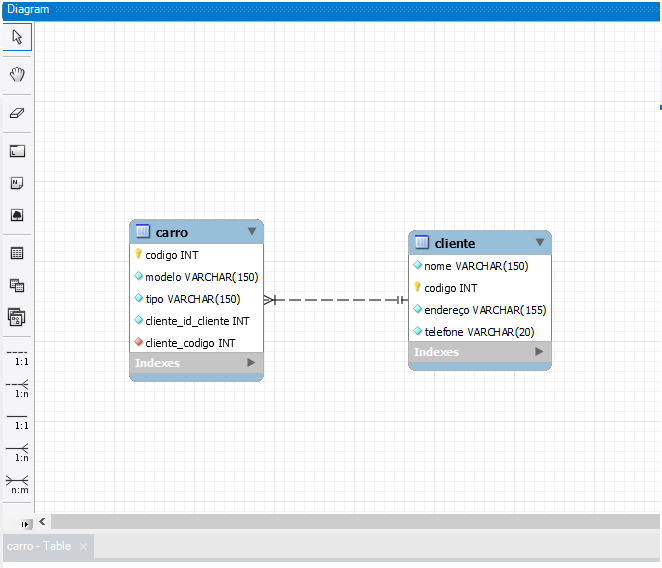 Diagram
carro
codigo INT
modelo VARCHAR(150)
tipo VARCHAR(150)
cliente_id_cliente INT
cliente_codigo INT
Indexes
cliente
nome VARCHAR(150)
codigo INT
endereço VARCHAR(155)
telefone VARCHAR(20)
Indexes
1:1
1:n
1:1
1:n
n:m
carro - Table